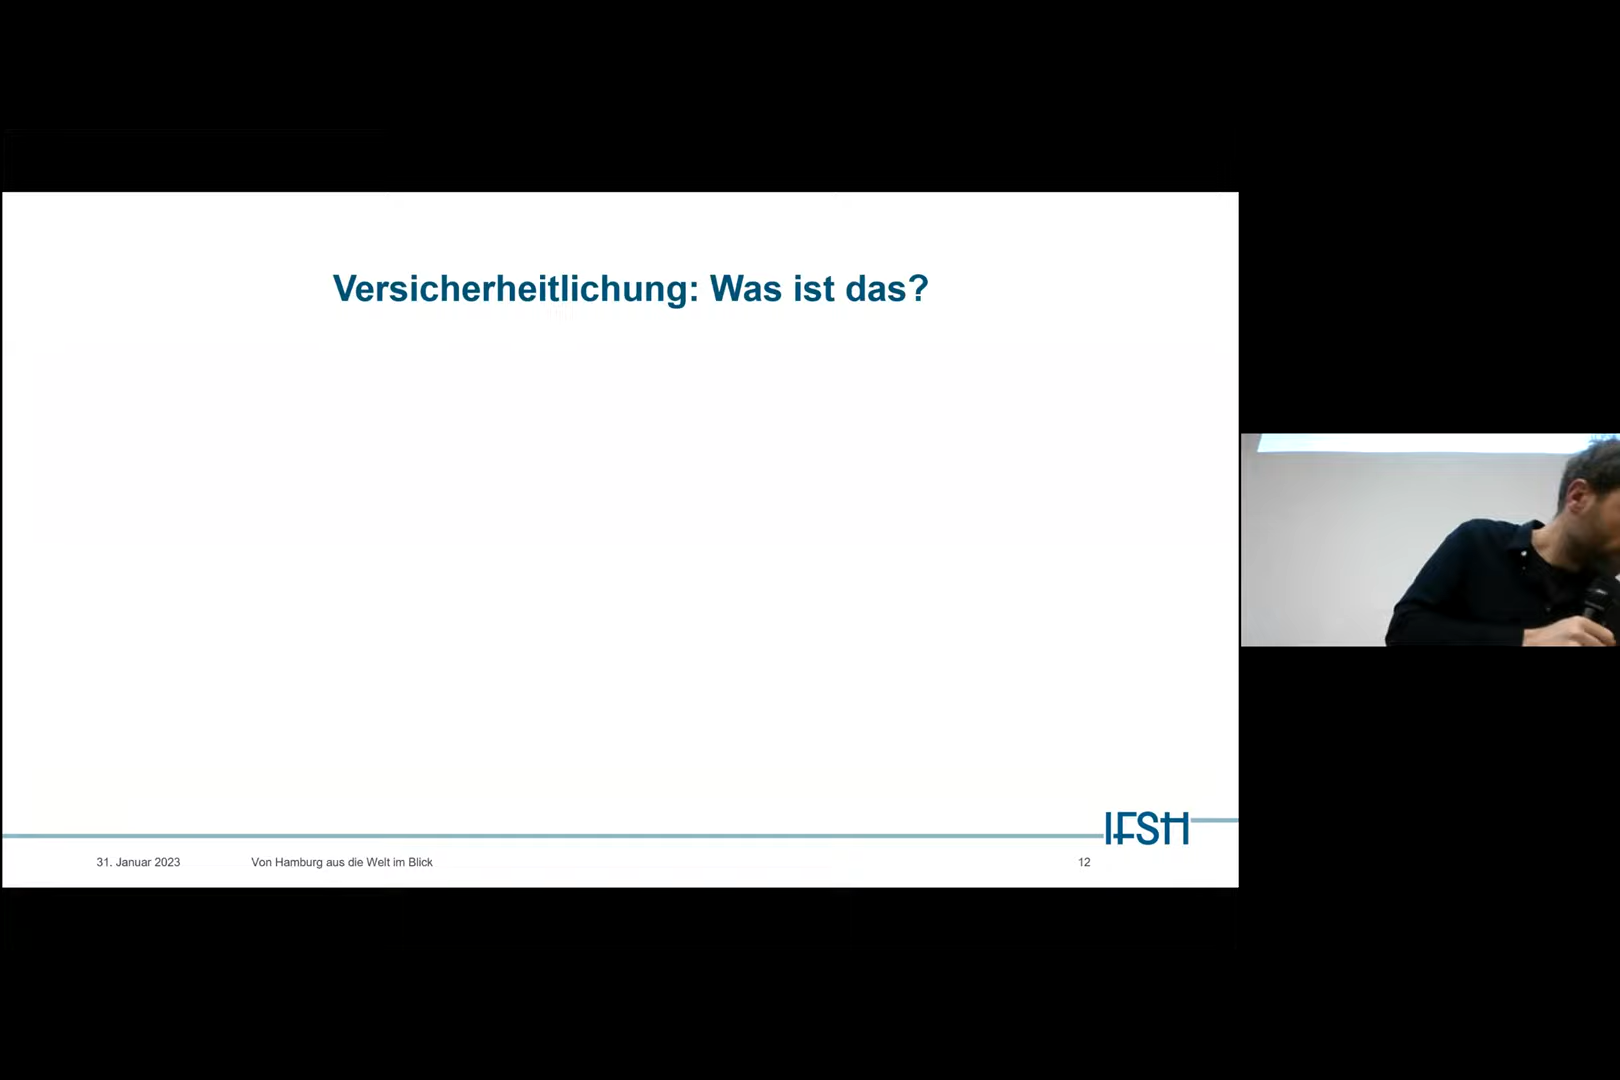 Versicherheitlichung: Was ist das?
IFSH
31. Januar 2023
Von Hamburg aus die Welt im Blick
12